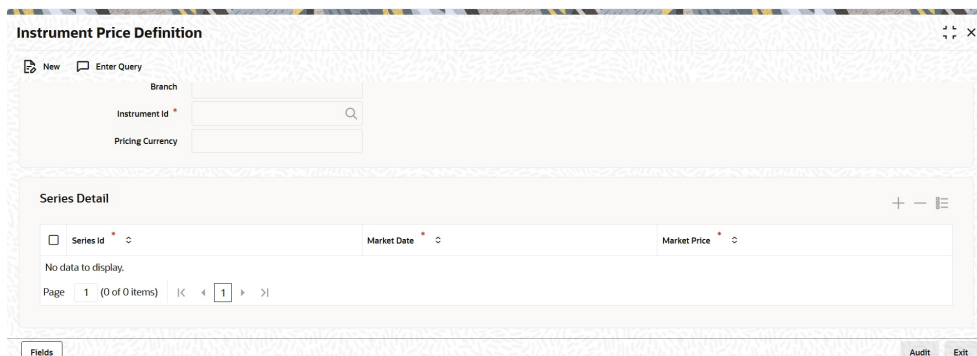 Instrument Price Definition
New Enter Query
Branch
Instrument Id *
Pricing Currency
Series Detail
Series Id * Market Date * Market Price *
No data to display.
Page 1 (0 of 0 items) 1
Fields Audit Exit